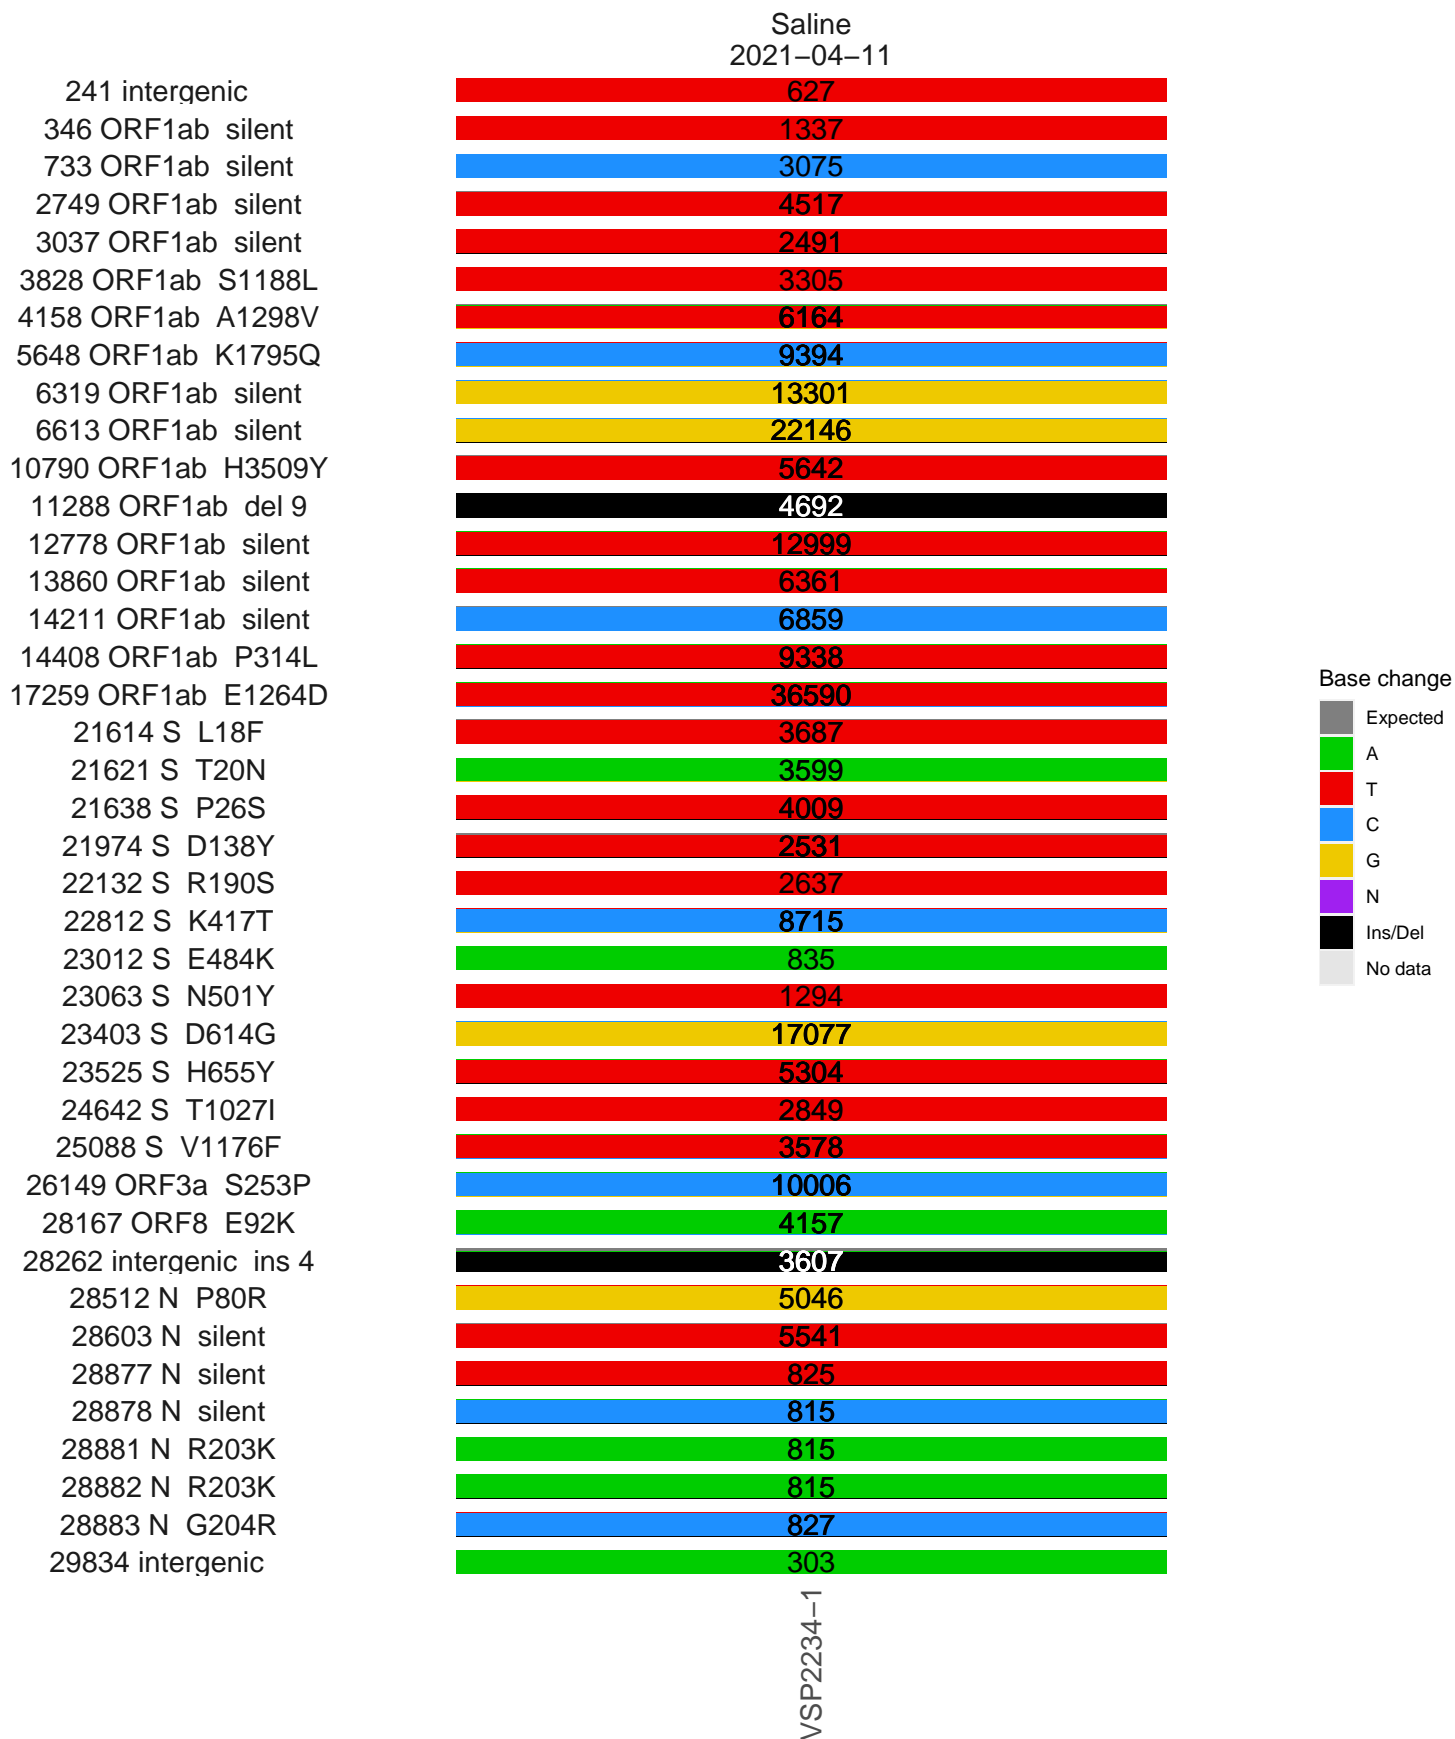 Saline
2021−04−11
241 intergenic 627
346 ORF1ab silent 1337
733 ORF1ab silent 3075
2749 ORF1ab silent 4517
3037 ORF1ab silent 2491
3828 ORF1ab S1188L 3305
4158 ORF1ab A1298V 6164
5648 ORF1ab K1795Q 9394
6319 ORF1ab silent 13301
6613 ORF1ab silent 22146
10790 ORF1ab H3509Y 5642
11288 ORF1ab del 9 4692
12778 ORF1ab silent 12999
13860 ORF1ab silent 6361
14211 ORF1ab silent 6859
14408 ORF1ab P314L 9338
17259 ORF1ab E1264D 36590
21614 S L18F 3687
21621 S T20N 3599
21638 S P26S 4009
21974 S D138Y 2531
22132 S R190S 2637
22812 S K417T 8715
23012 S E484K 835
23063 S N501Y 1294
23403 S D614G 17077
23525 S H655Y 5304
24642 S T1027I 2849
25088 S V1176F 3578
26149 ORF3a S253P 10006
28167 ORF8 E92K 4157
28262 intergenic ins 4 3607
28512 N P80R 5046
28603 N silent 5541
28877 N silent 825
28878 N silent 815
28881 N R203K 815
28882 N R203K 815
28883 N G204R 827
29834 intergenic 303
VSP2234−1
Base change
Expected
A
T
C
G
N
Ins/Del
No data